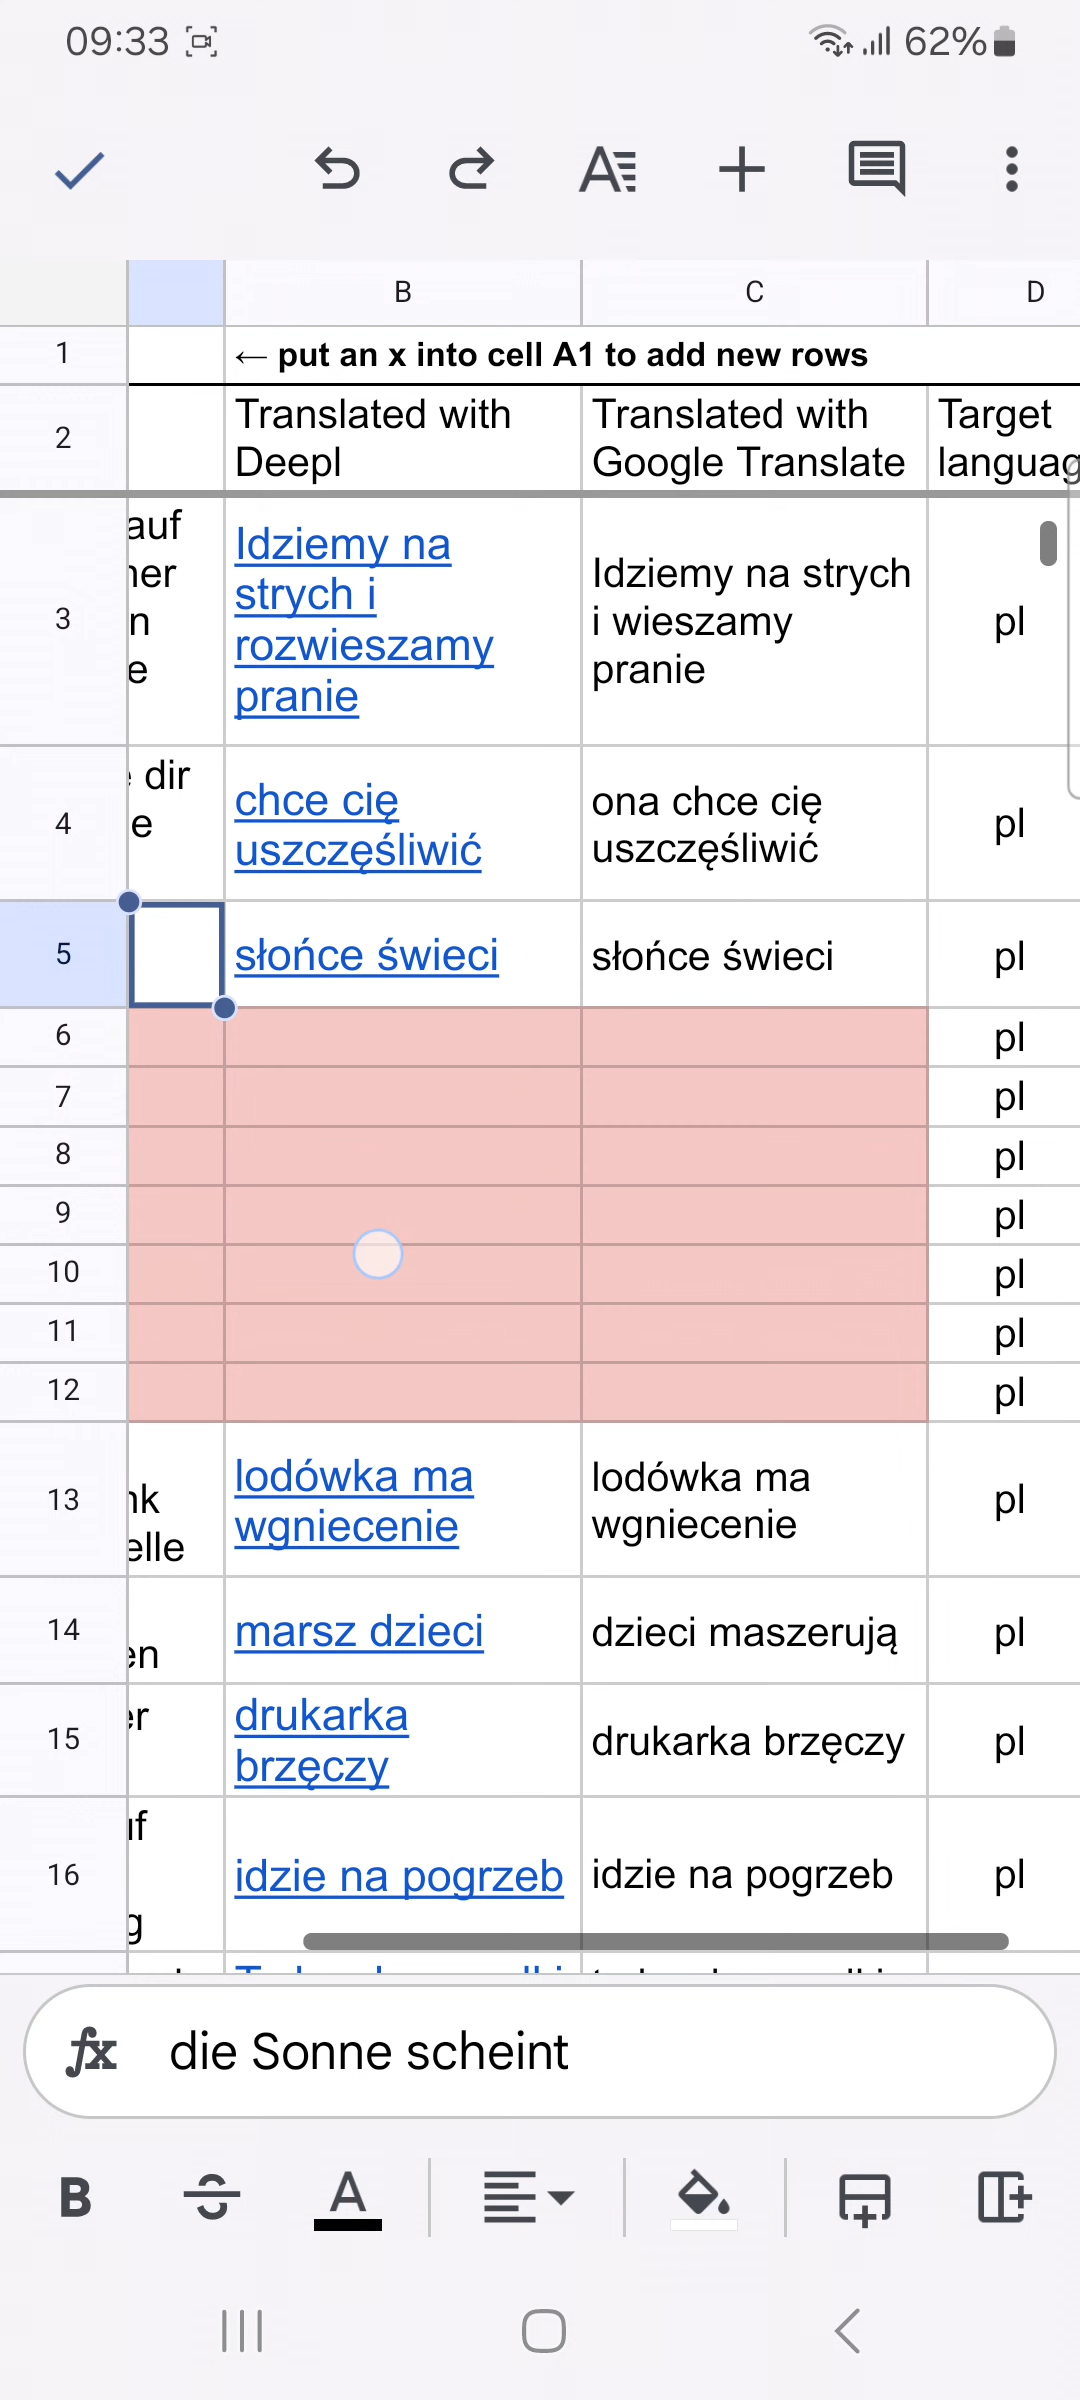 09:33 62%
B C D
1 ← put an x into cell A1 to add new rows
2 Translated with Deepl Translated with Google Translate Target languag
3 auf Idziemy na strych i rozwieszamy pranie Idziemy na strych i wieszamy pranie pl
4 dir chce cię uszczęśliwić ona chce cię uszczęśliwić pl
5 słońce świeci słońce świeci pl
6 pl
7 pl
8 pl
9 pl
10 pl
11 pl
12 pl
13 elle lodówka ma wgniecenie lodówka ma wgniecenie pl
14 en marsz dzieci dzieci maszerują pl
15 er drukarka brzęczy drukarka brzęczy pl
16 g idzie na pogrzeb idzie na pogrzeb pl
fx die Sonne scheint
B S A